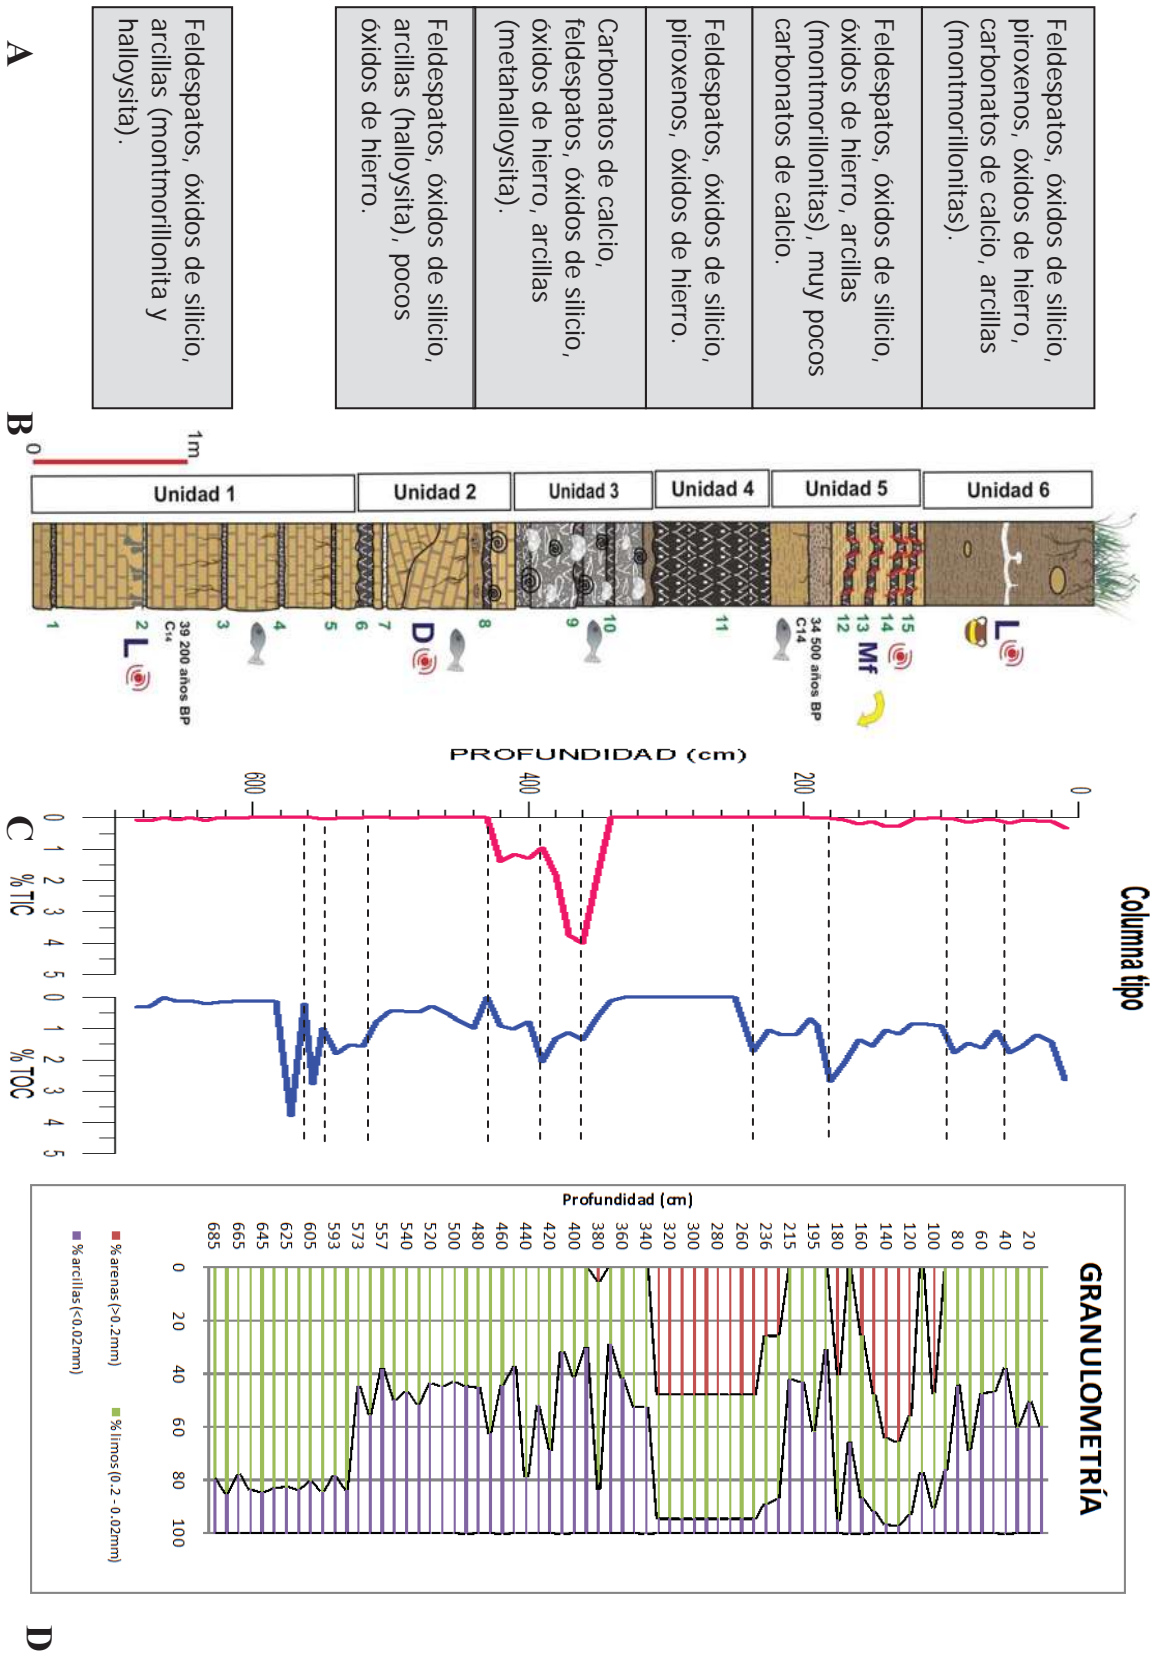 Feldespatos, óxidos de silicio,
piroxenos, óxidos de hierro,
carbonatos de calcio, arcillas
(montmorillonitas).
Feldespatos, óxidos de silicio,
óxidos de hierro, arcillas
(montmorillonitas), muy pocos
carbonatos de calcio.
Feldespatos, óxidos de silicio,
piroxenos, óxidos de hierro.
Carbonatos de calcio,
feldespatos, óxidos de silicio,
óxidos de hierro, arcillas
(metahalloysita).
Feldespatos, óxidos de silicio,
arcillas (halloysita), pocos
óxidos de hierro.
Feldespatos, óxidos de silicio,
arcillas (montmorillonita y
halloysita).
A
Unidad 6
Unidad 5
Unidad 4
Unidad 3
Unidad 2
Unidad 1
1m
0
L
15
14
13
12
Mf
34 500 años BP
C14
11
10
9
8
D
7
6
5
4
3
39 200 años BP
C14
2
L
1
B
Columna tipo
PROFUNDIDAD (cm)
0
200
400
600
0 1 2 3 4 5
% TIC
0 1 2 3 4 5
% TOC
C
GRANULOMETRÍA
Profundidad (cm)
20
40
60
80
100
120
140
160
180
195
215
236
260
280
300
320
340
360
380
400
420
440
460
480
500
520
540
557
573
593
605
625
645
665
685
0 20 40 60 80 100
% arenas (>0.2mm)
% limos (0.2 - 0.02mm)
% arcillas (<0.02mm)
D